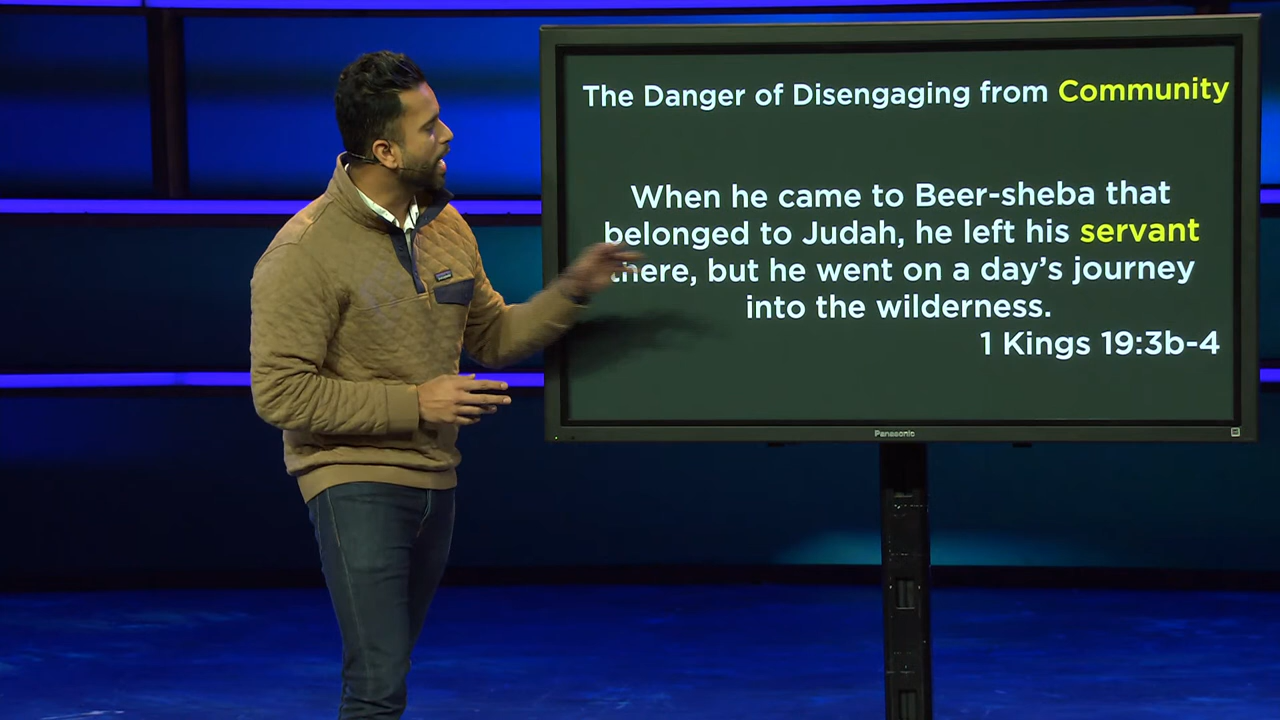 The Danger of Disengaging from Community
When he came to Beer-sheba that
belonged to Judah, he left his servant
there, but he went on a day’s journey
into the wilderness.
1 Kings 19:3b-4
Panasonic